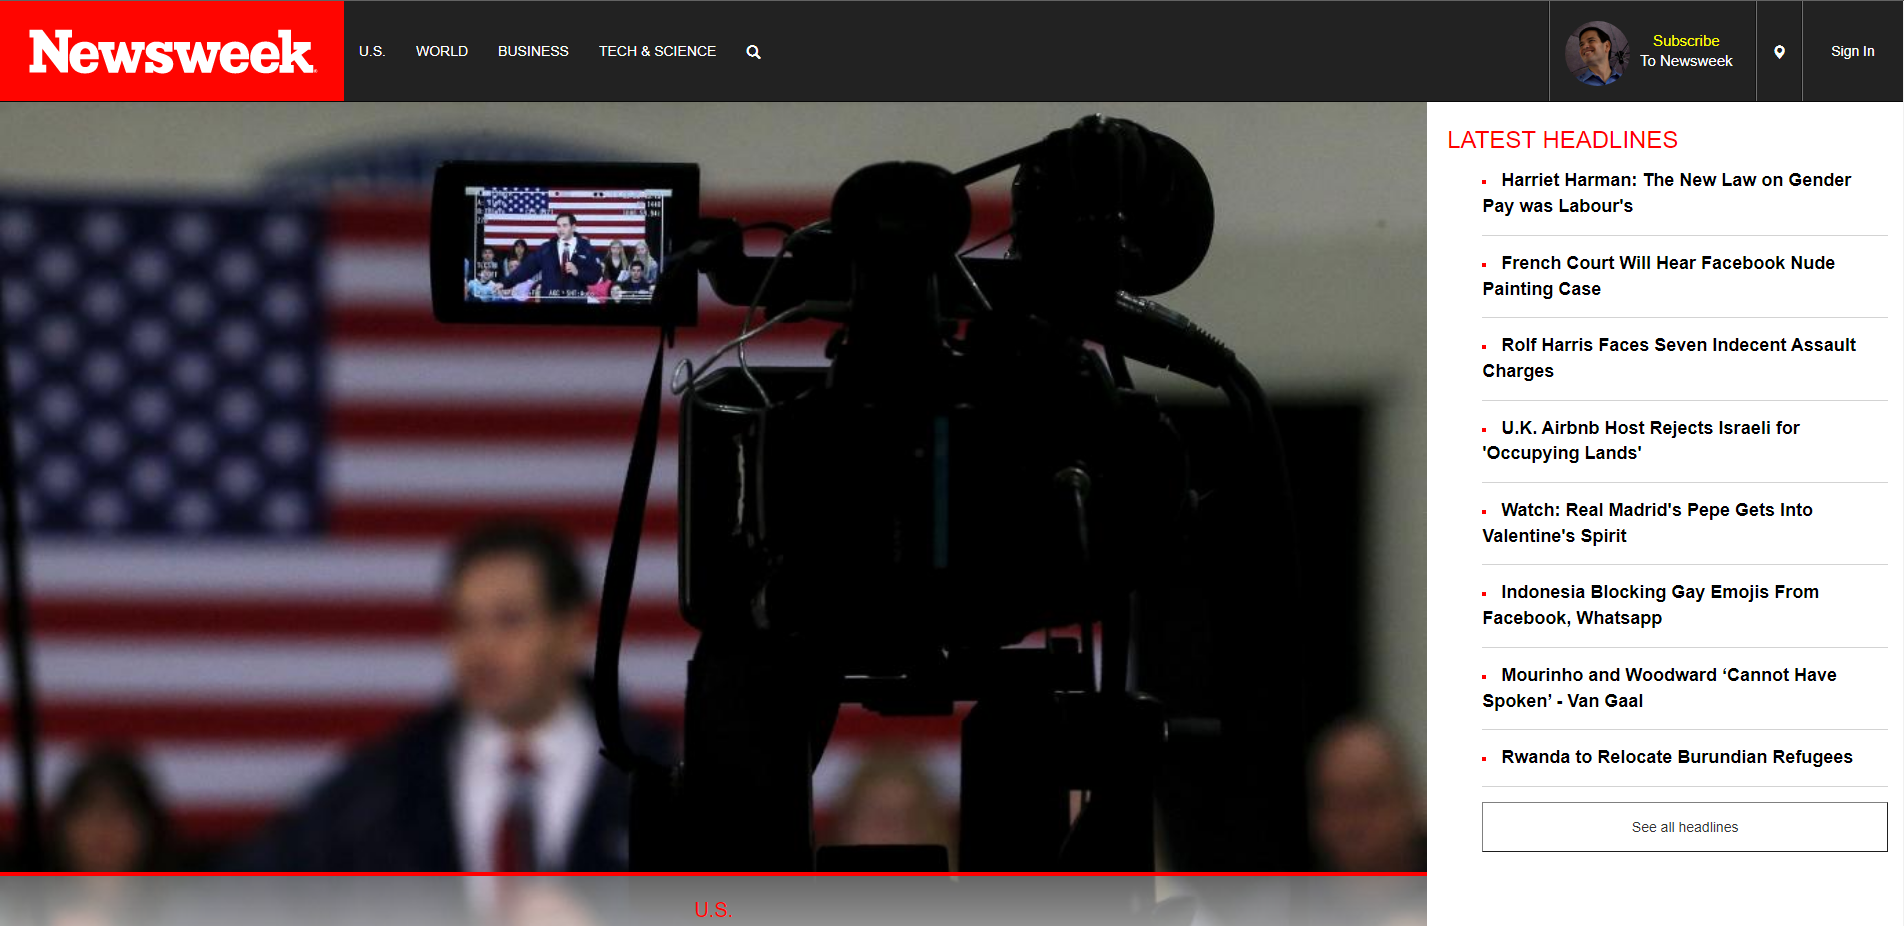 Newsweek
U.S.
WORLD
BUSINESS
TECH & SCIENCE
Subscribe
To Newsweek
Sign In
LATEST HEADLINES
Harriet Harman: The New Law on Gender
Pay was Labour's
French Court Will Hear Facebook Nude
Painting Case
Rolf Harris Faces Seven Indecent Assault
Charges
U.K. Airbnb Host Rejects Israeli for
'Occupying Lands'
Watch: Real Madrid's Pepe Gets Into
Valentine's Spirit
Indonesia Blocking Gay Emojis From
Facebook, Whatsapp
Mourinho and Woodward ‘Cannot Have
Spoken’ - Van Gaal
Rwanda to Relocate Burundian Refugees
See all headlines
U.S.